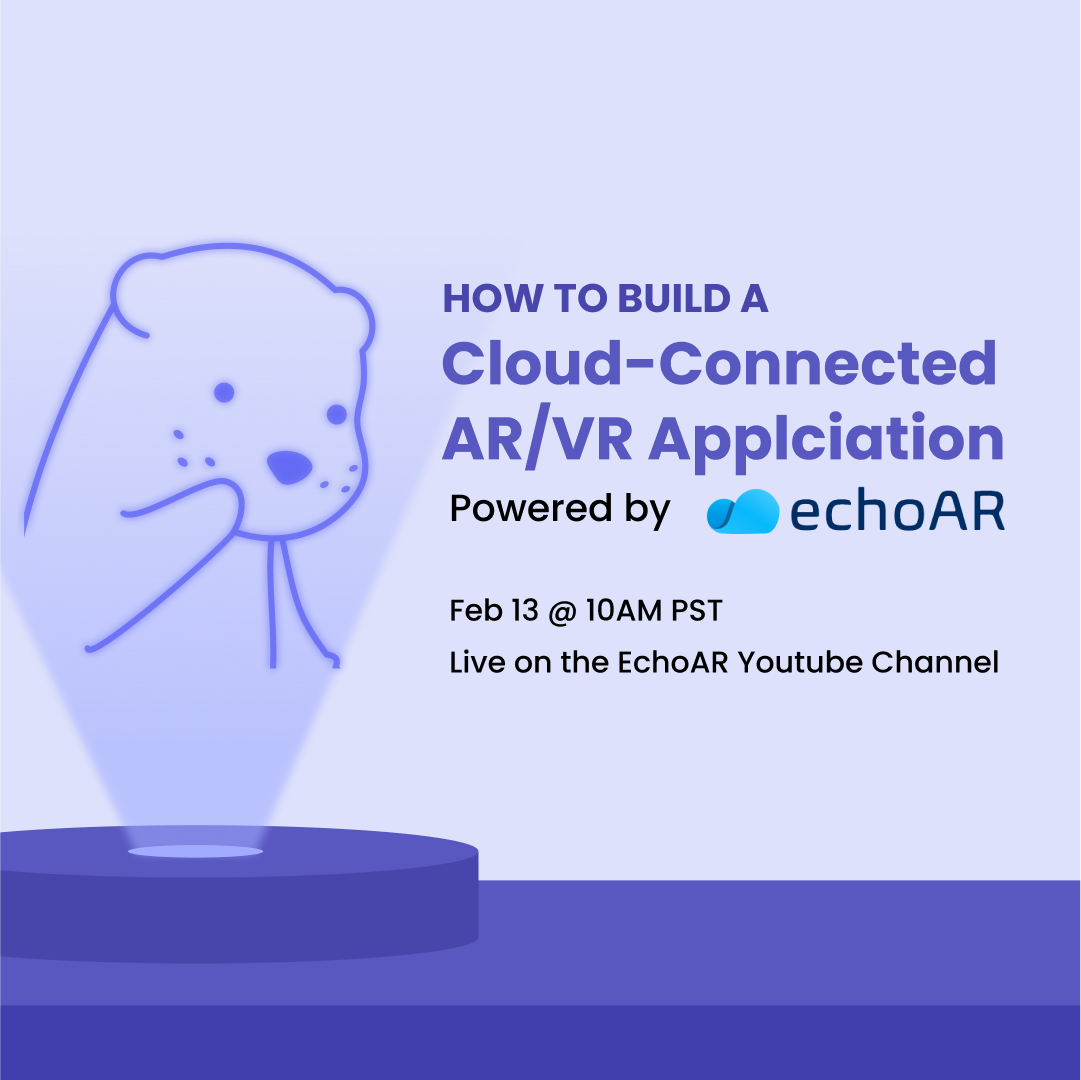 HOW TO BUILD A
Cloud-Connected
AR/VR Applciation
Powered by echoAR
Feb 13 @ 10AM PST
Live on the EchoAR Youtube Channel